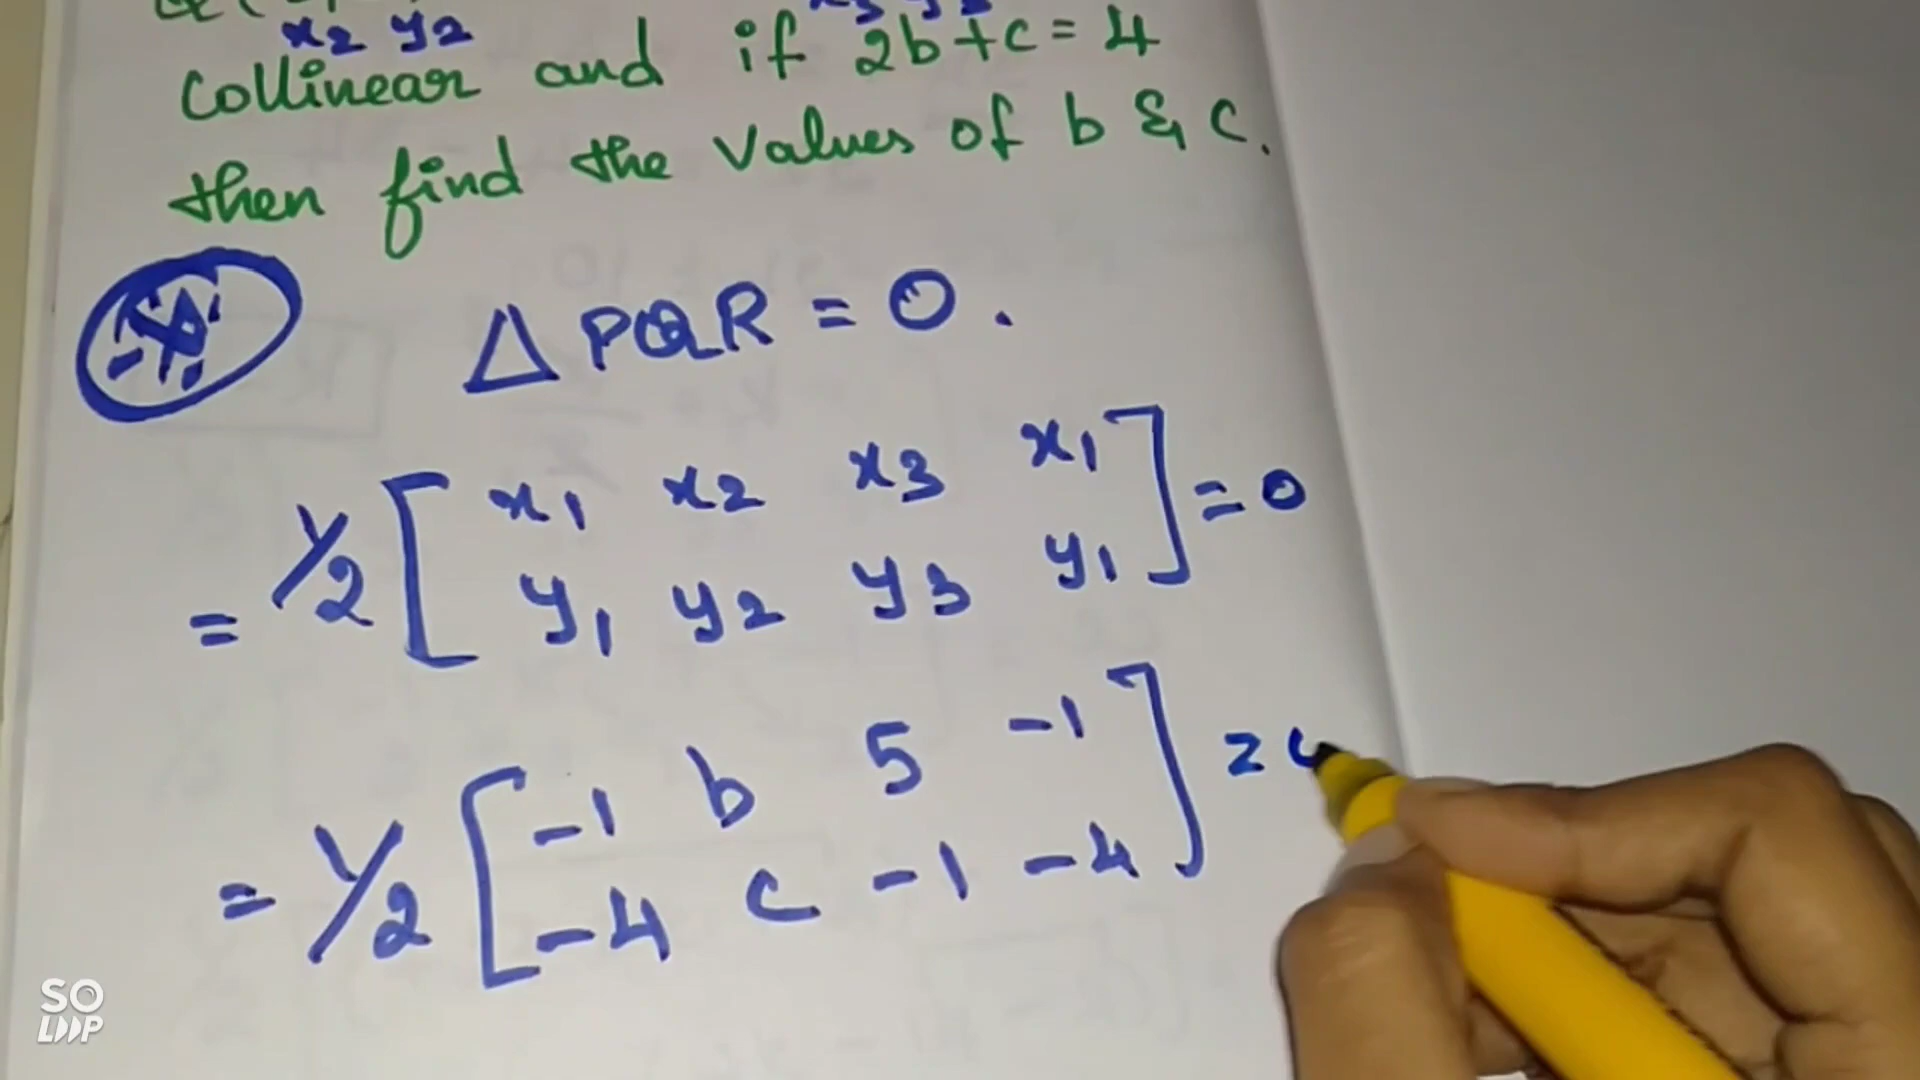 x2 y2
collinear and if 2b+c=4
then find the values of b & c.
Δ PQR = 0.
= 1/2 [ x1 x2 x3 x1 ] = 0
y1 y2 y3 y1
= 1/2 [ -1 b 5 -1 ] =
-4 c -1 -4
SO
LOOP